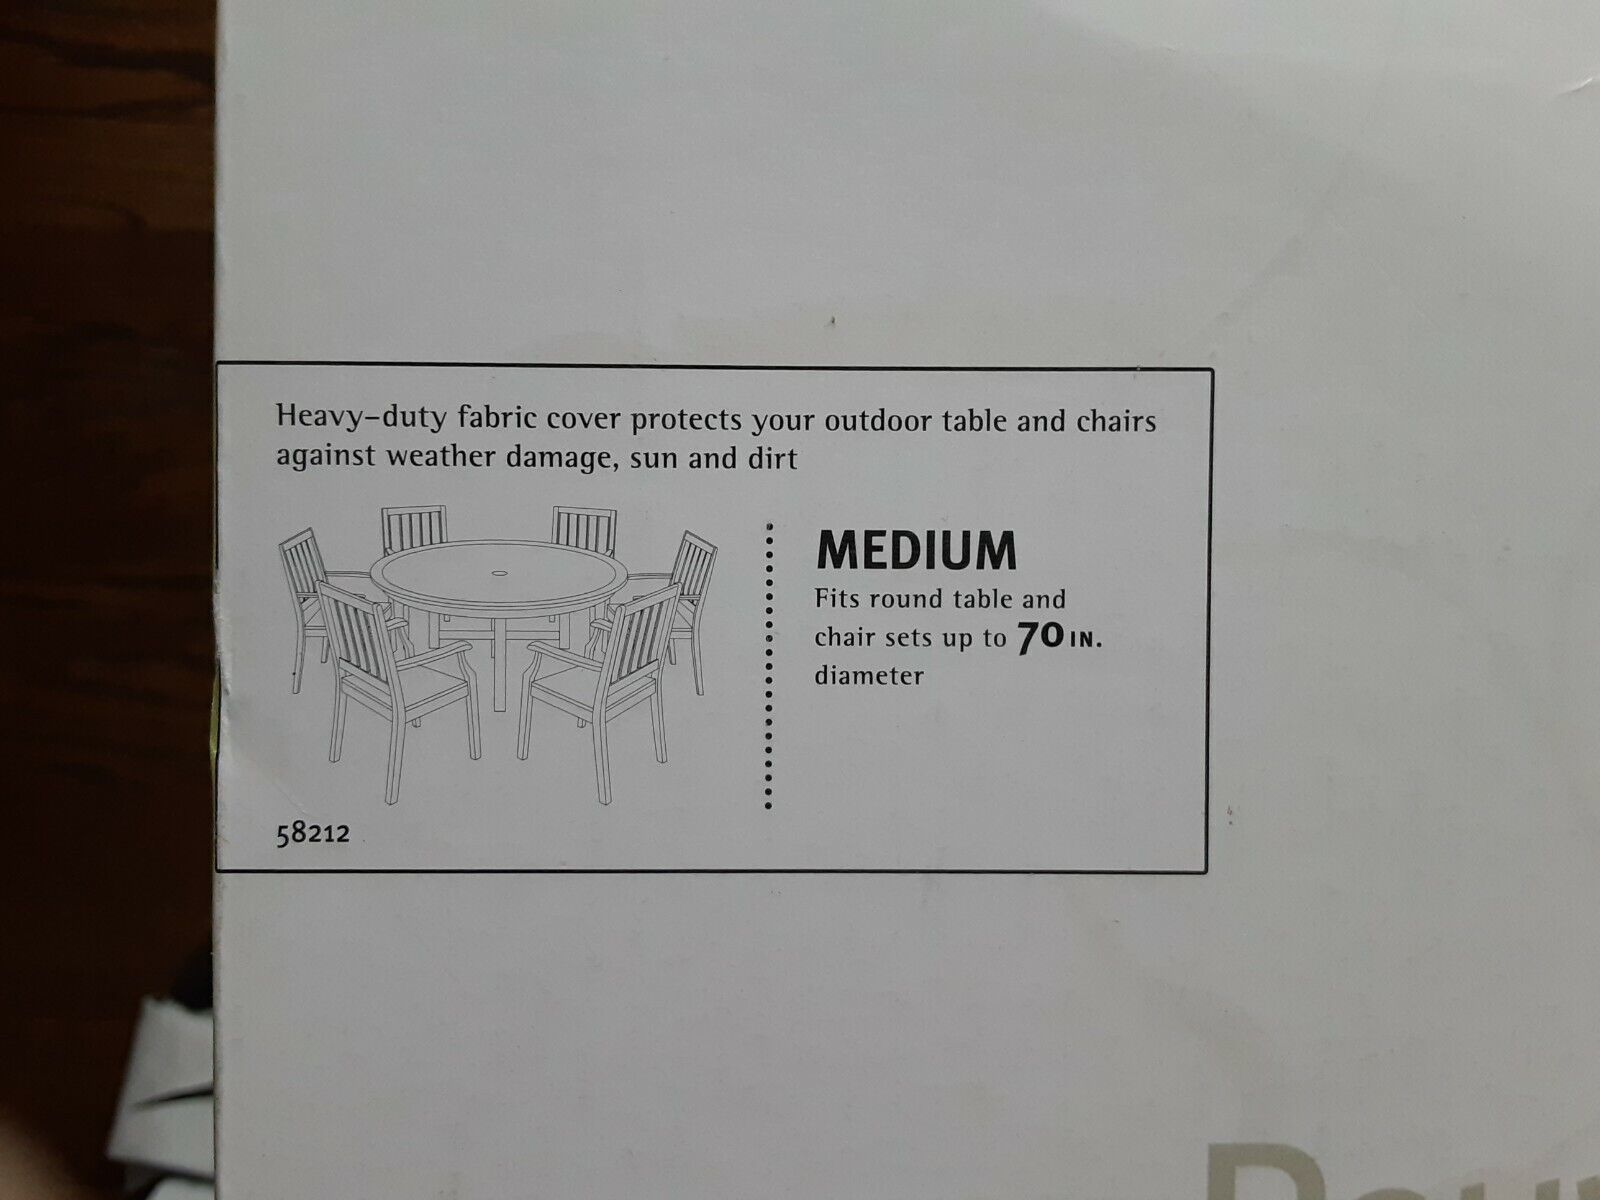 Heavy-duty fabric cover protects your outdoor table and chairs
against weather damage, sun and dirt
MEDIUM
Fits round table and
chair sets up to 70 IN.
diameter
58212